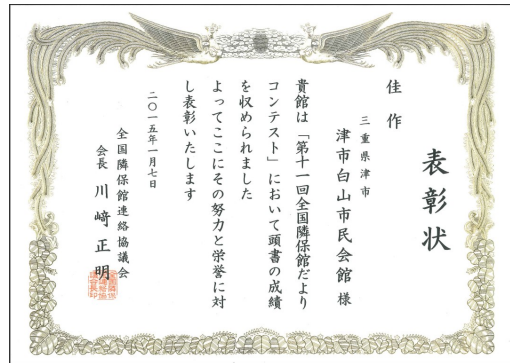 表彰状
佳作
三重県津市
津市白山市民会館 様
貴館は「第十一回全国隣保館だより
コンテスト」において頭書の成績
を収められました
よってここにその努力と栄誉に対
し表彰いたします
二〇一五年一月七日
全国隣保館連絡協議会
会長 川﨑正明